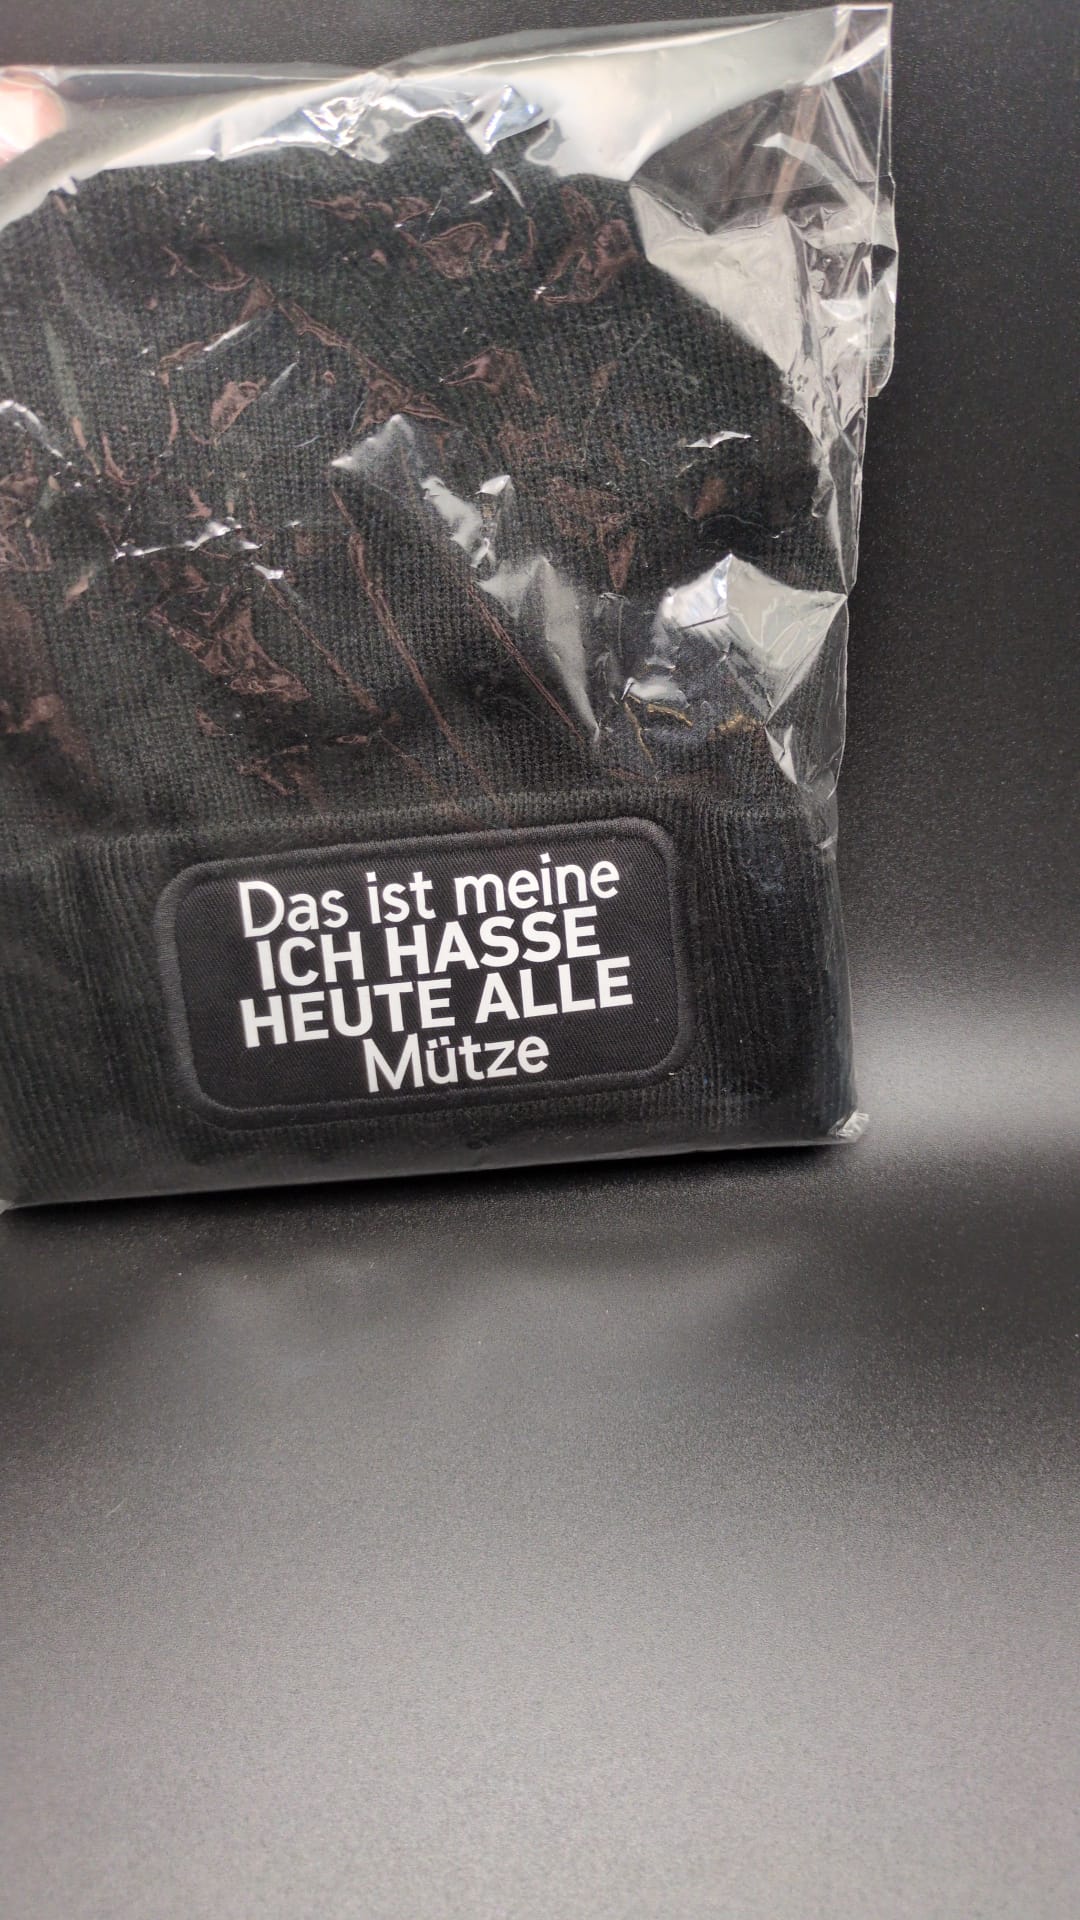 Das ist meine
ICH HASSE
HEUTE ALLE
Mütze